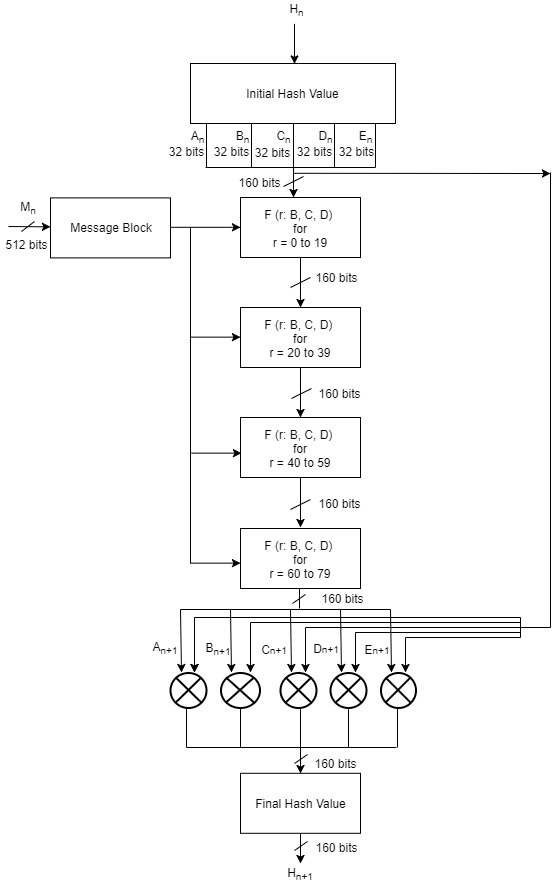 Hn
Initial Hash Value
An Bn Cn Dn En
32 bits 32 bits 32 bits 32 bits 32 bits
160 bits
Mn
512 bits
Message Block
F (r: B, C, D)
for
r = 0 to 19
160 bits
F (r: B, C, D)
for
r = 20 to 39
160 bits
F (r: B, C, D)
for
r = 40 to 59
160 bits
F (r: B, C, D)
for
r = 60 to 79
160 bits
An+1 Bn+1 Cn+1 Dn+1 En+1
160 bits
Final Hash Value
160 bits
Hn+1